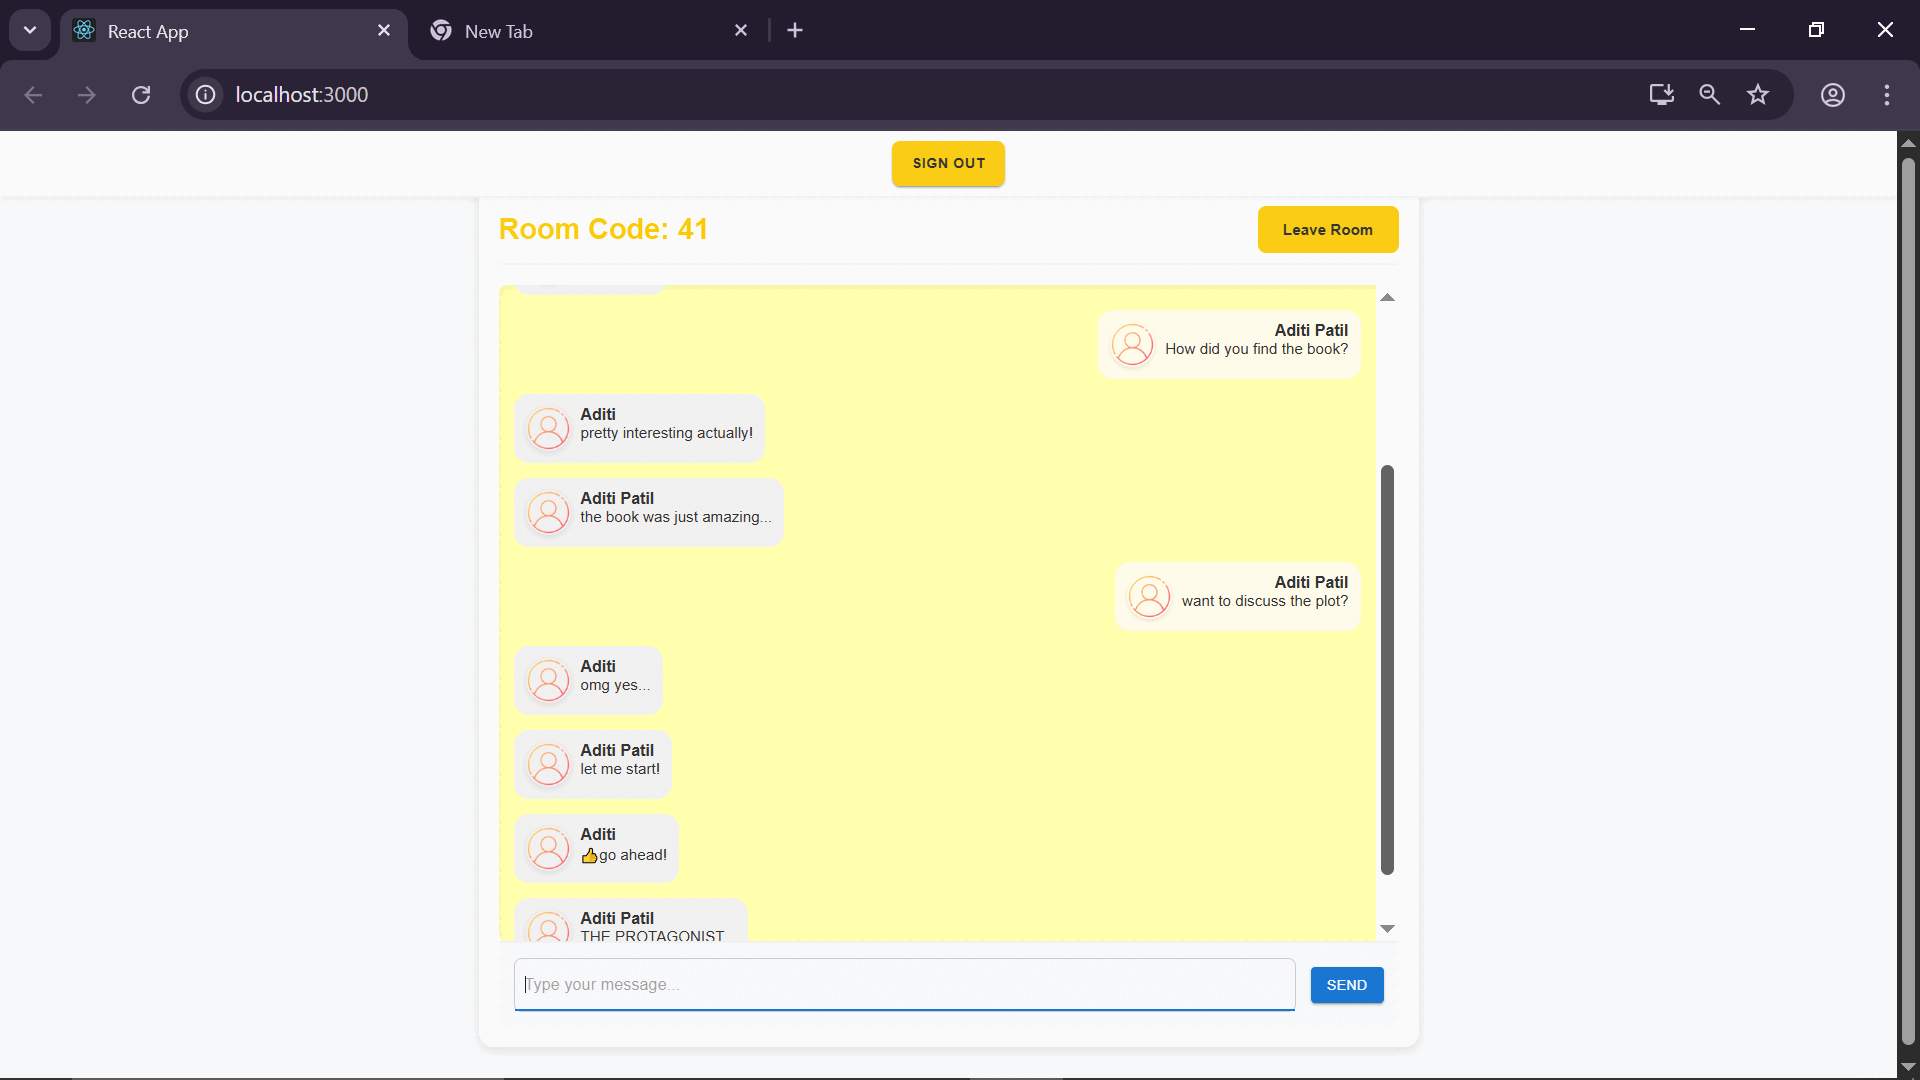 React App
New Tab
localhost:3000
SIGN OUT
Room Code: 41
Leave Room
Aditi Patil
How did you find the book?
Aditi
pretty interesting actually!
Aditi Patil
the book was just amazing...
Aditi Patil
want to discuss the plot?
Aditi
omg yes...
Aditi Patil
let me start!
Aditi
👍go ahead!
Aditi Patil
THE PROTAGONIST
Type your message...
SEND